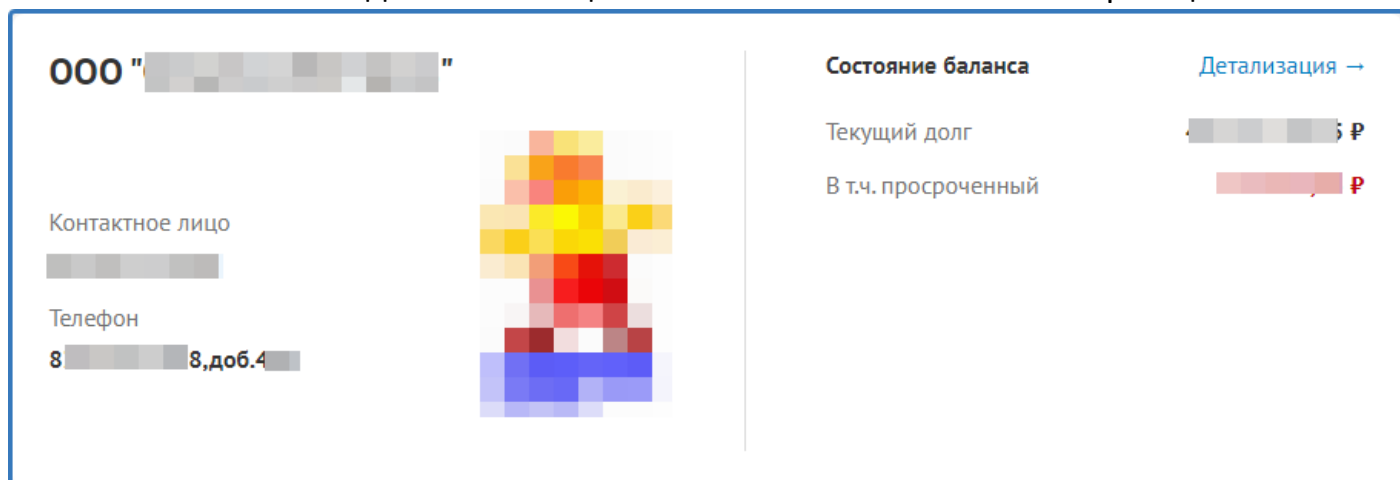 ООО " "
Контактное лицо
Телефон
8 8,доб.4
Состояние баланса
Детализация →
Текущий долг
₽
В т.ч. просроченный
₽